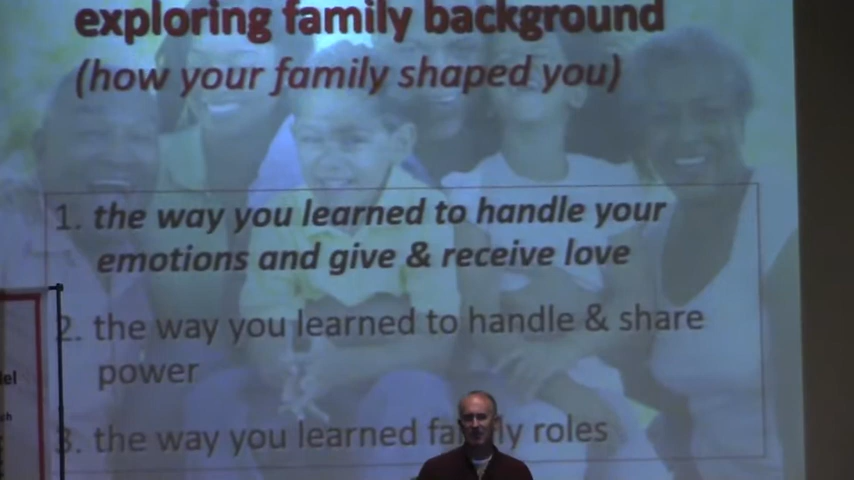 exploring family background
(how your family shaped you)
1. the way you learned to handle your
emotions and give & receive love
2. the way you learned to handle & share
power
3. the way you learned family roles